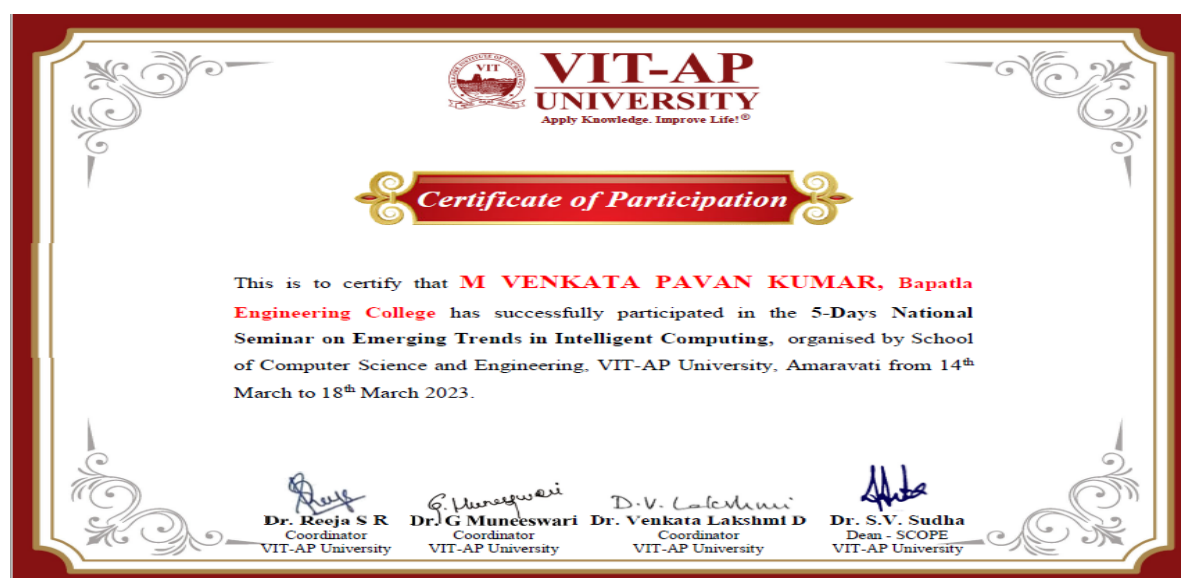 VIT
VIT-AP
UNIVERSITY
Apply Knowledge. Improve Life!®
Certificate of Participation
This is to certify that M VENKATA PAVAN KUMAR, Bapatla
Engineering College has successfully participated in the 5-Days National
Seminar on Emerging Trends in Intelligent Computing, organised by School
of Computer Science and Engineering, VIT-AP University, Amaravati from 14th
March to 18th March 2023.
G. Muneeswari D.V. Lakshmi
Dr. Reeja S R Dr. G Muneeswari Dr. Venkata Lakshmi D Dr. S.V. Sudha
Coordinator Coordinator Coordinator Dean - SCOPE
VIT-AP University VIT-AP University VIT-AP University VIT-AP University